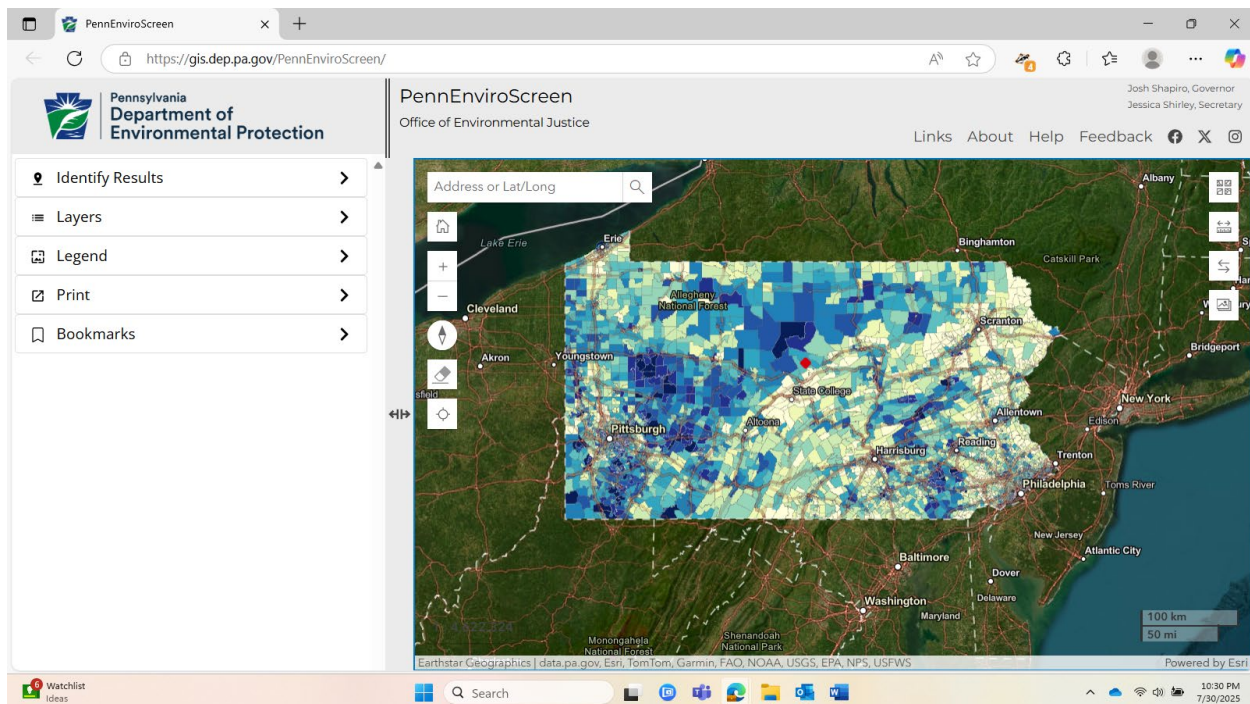 PennEnviroScreen
https://gis.dep.pa.gov/PennEnviroScreen/
4
Pennsylvania
Department of
Environmental Protection
PennEnviroScreen
Office of Environmental Justice
Josh Shapiro, Governor
Jessica Shirley, Secretary
Links About Help Feedback
Identify Results
Layers
Legend
Print
Bookmarks
Address or Lat/Long
Albany
Lake Erie
Erie
Binghamton
Catskill Park
Allegheny
National Forest
Cleveland
Scranton
Bridgeport
Akron
Youngstown
State College
New York
sfield
Allentown
Edison
Pittsburgh
Altoona
Reading
Harrisburg
Trenton
Philadelphia
Toms River
New Jersey
Atlantic City
Baltimore
Dover
Washington
Delaware
Maryland
100 km
50 mi
Monongahela
National Forest
Shenandoah
National Park
Earthstar Geographics | data.pa.gov, Esri, TomTom, Garmin, FAO, NOAA, USGS, EPA, NPS, USFWS
Powered by Esri
6
Watchlist
Ideas
Search
10:30 PM
7/30/2025